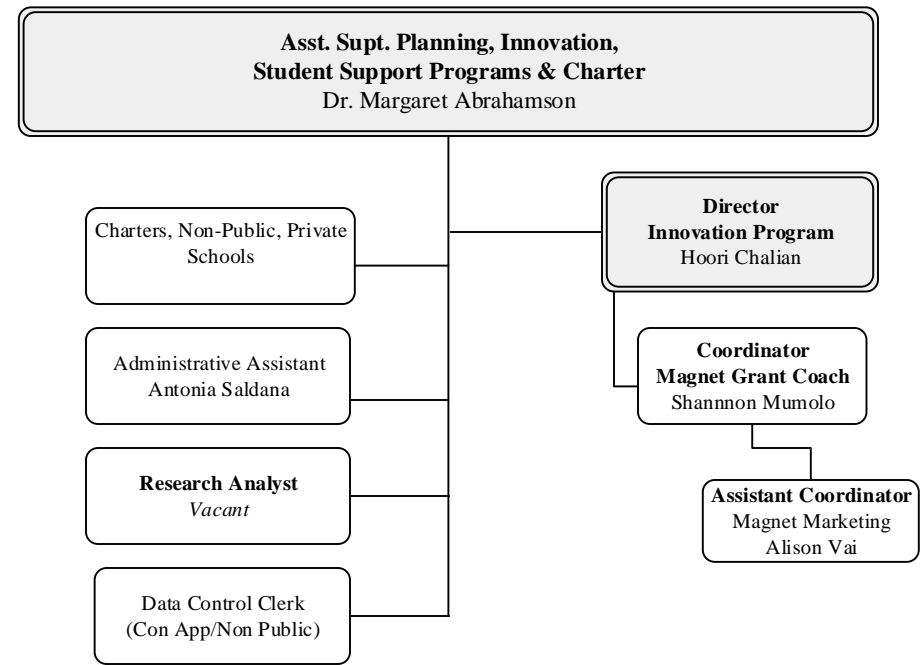 Asst. Supt. Planning, Innovation,
Student Support Programs & Charter
Dr. Margaret Abrahamson
Charters, Non-Public, Private
Schools
Administrative Assistant
Antonia Saldana
Research Analyst
Vacant
Data Control Clerk
(Con App/Non Public)
Director
Innovation Program
Hoori Chalian
Coordinator
Magnet Grant Coach
Shannnon Mumolo
Assistant Coordinator
Magnet Marketing
Alison Vai